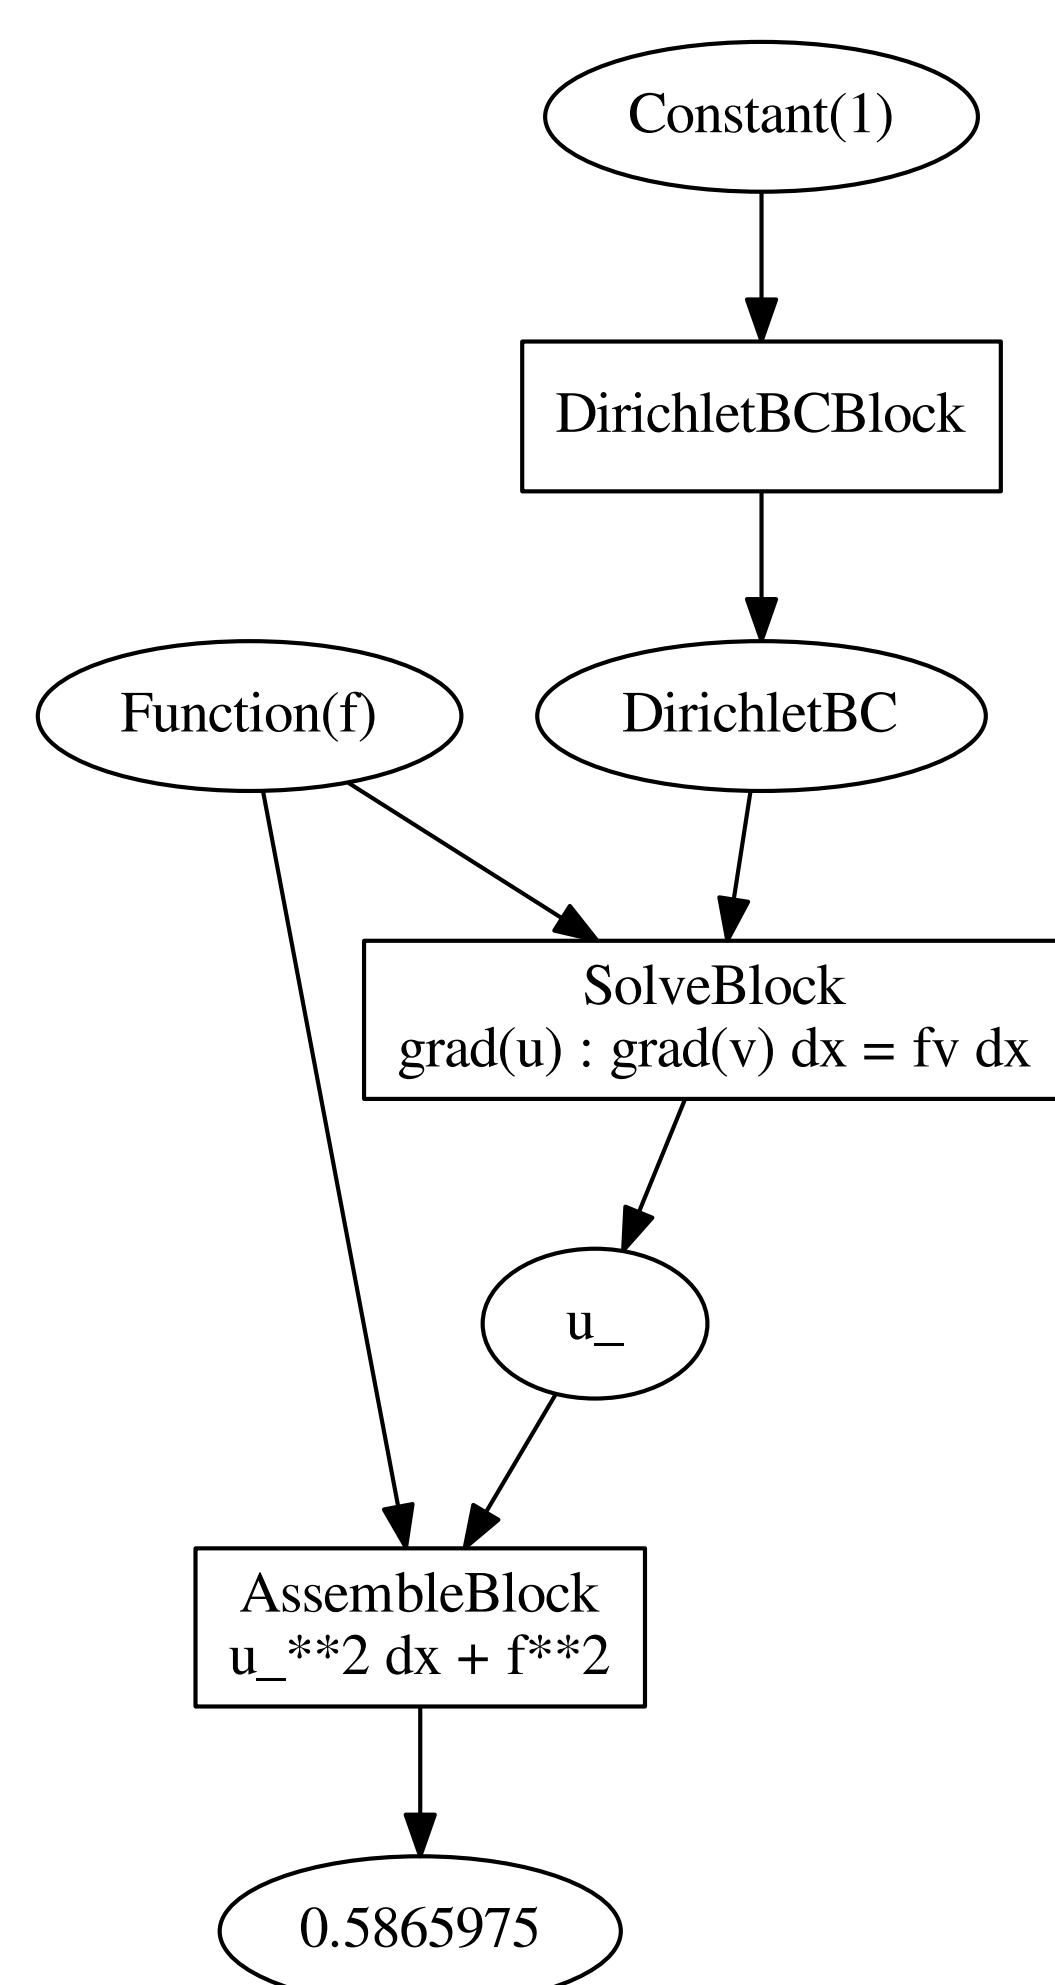 Constant(1)
DirichletBCBlock
Function(f)
DirichletBC
SolveBlock
grad(u) : grad(v) dx = fv dx
u_
AssembleBlock
u_**2 dx + f**2
0.5865975